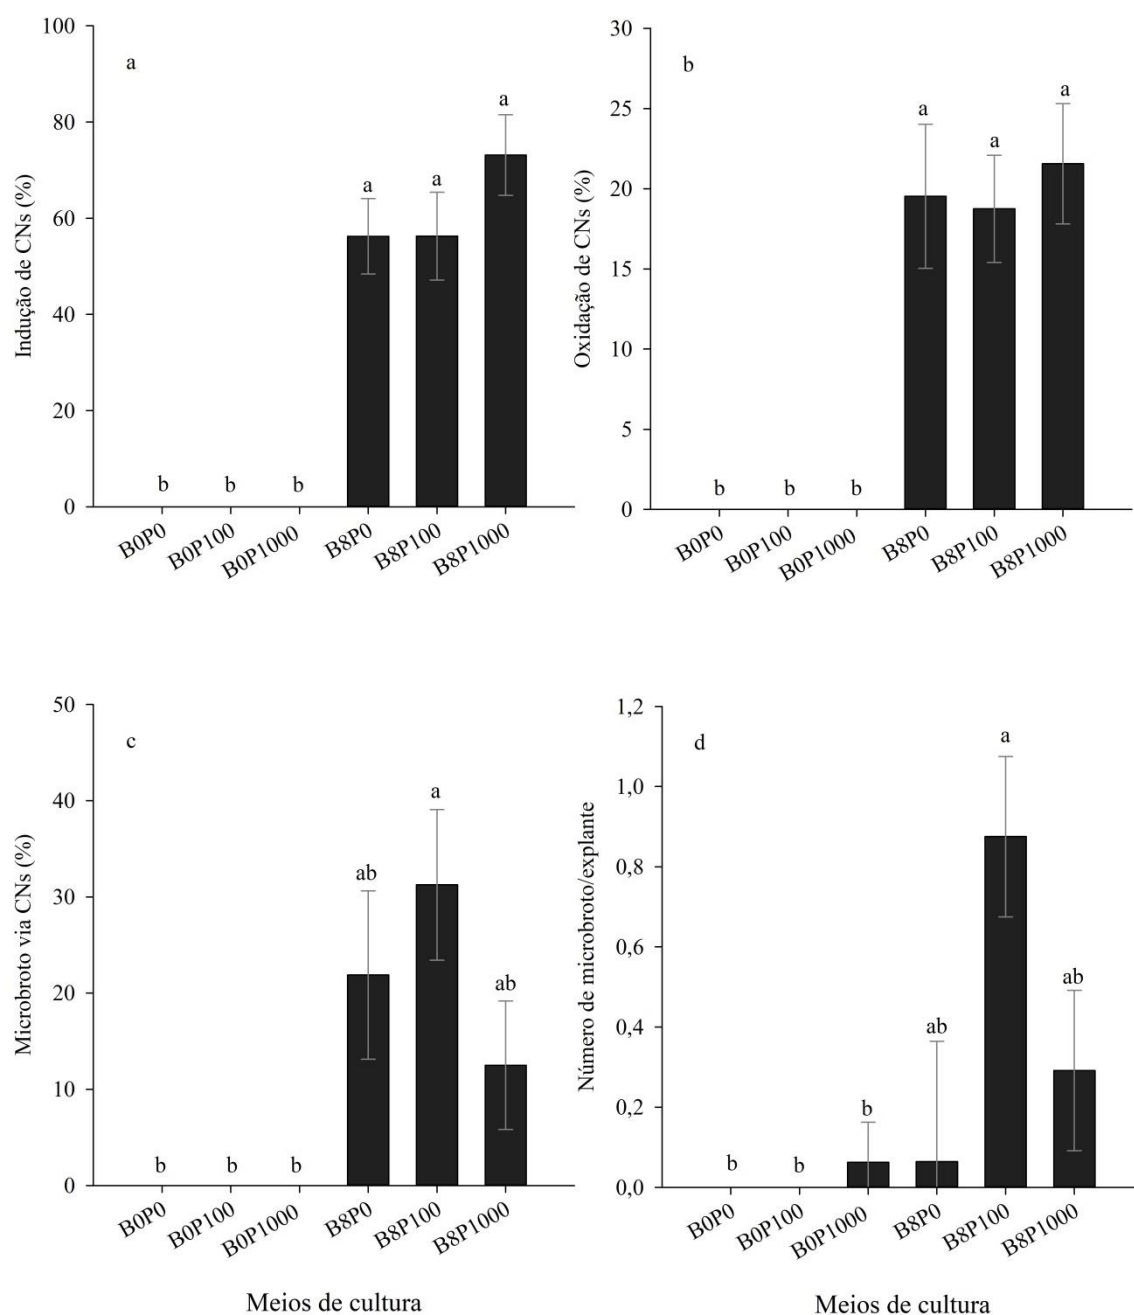 a
Indução de CNs (%)
100
80
60
40
20
0
b b b a a a
B0P0 B0P100 B0P1000 B8P0 B8P100 B8P1000
b
Oxidação de CNs (%)
30
25
20
15
10
5
0
b b b a a a
B0P0 B0P100 B0P1000 B8P0 B8P100 B8P1000
c
Microbroto via CNs (%)
50
40
30
20
10
0
b b b ab a ab
B0P0 B0P100 B0P1000 B8P0 B8P100 B8P1000
Meios de cultura
d
Número de microbroto/explante
1,2
1,0
0,8
0,6
0,4
0,2
0,0
b b b ab a ab
B0P0 B0P100 B0P1000 B8P0 B8P100 B8P1000
Meios de cultura